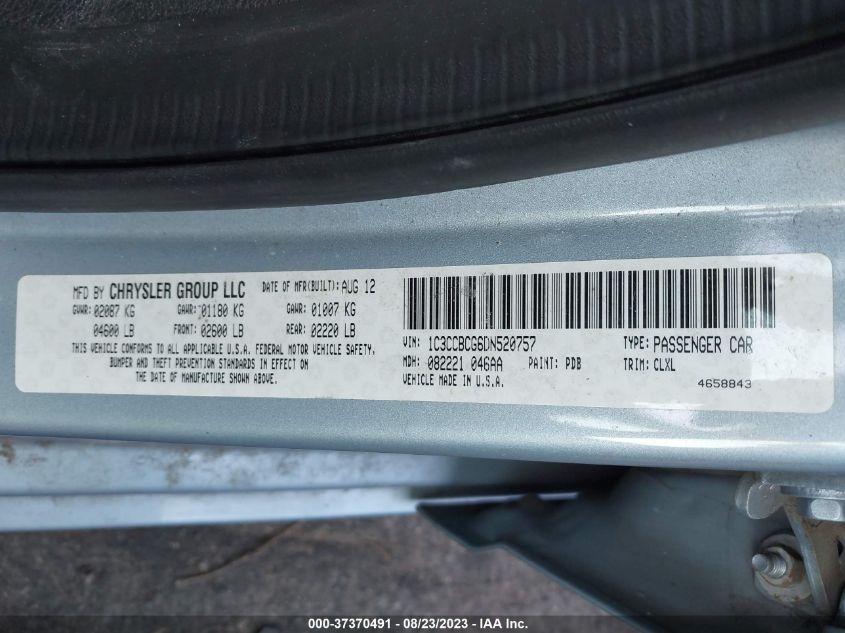 MFD BY CHRYSLER GROUP LLC DATE OF MFR(BUILT): AUG 12
GVWR: 02087 KG GAWR: 01180 KG GAWR: 01007 KG
04600 LB FRONT: 02600 LB REAR: 02220 LB
THIS VEHICLE CONFORMS TO ALL APPLICABLE U.S.A. FEDERAL MOTOR VEHICLE SAFETY,
BUMPER AND THEFT PREVENTION STANDARDS IN EFFECT ON
THE DATE OF MANUFACTURE SHOWN ABOVE.
VIN: 1C3CCBCG6DN520757 TYPE: PASSENGER CAR
MDH: 082221 046AA PAINT: PDB TRIM: CLXL
VEHICLE MADE IN U.S.A. 4658843
000-37370491 - 08/23/2023 - IAA Inc.